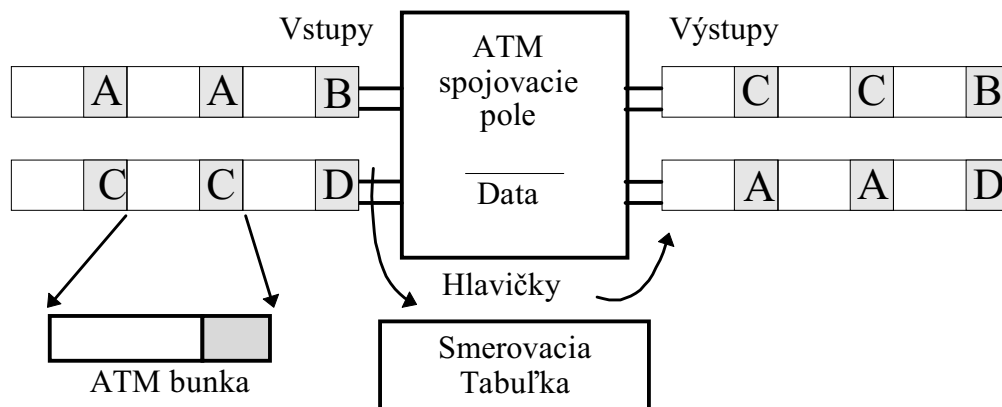 Vstupy
ATM
spojovacie
pole
Výstupy
A A B
C C B
C C D
Data
A A D
Hlavičky
ATM bunka
Smerovacia
Tabuľka